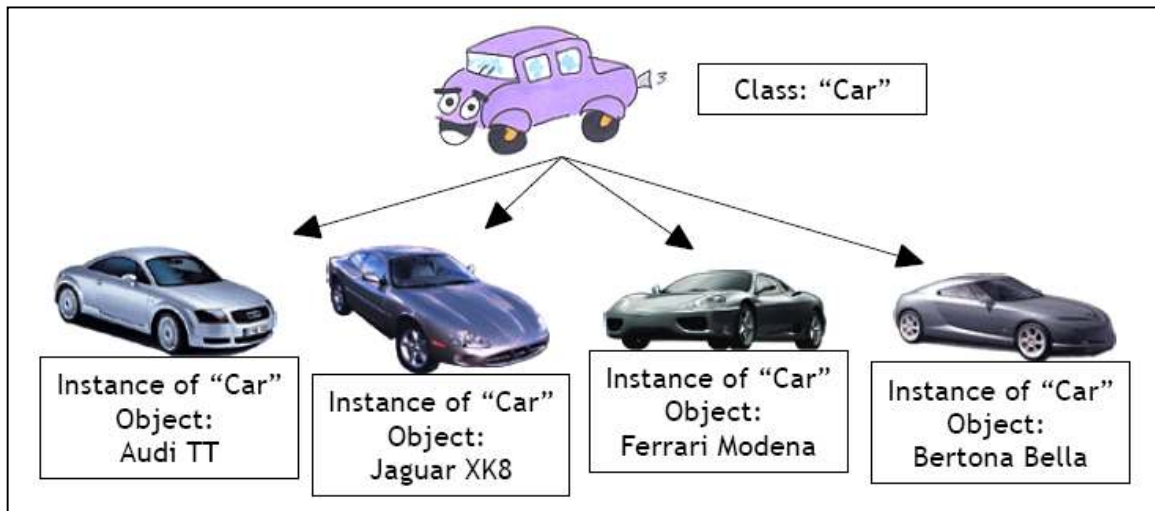 Class: “Car”
Instance of “Car”
Object:
Audi TT
Instance of “Car”
Object:
Jaguar XK8
Instance of “Car”
Object:
Ferrari Modena
Instance of “Car”
Object:
Bertona Bella